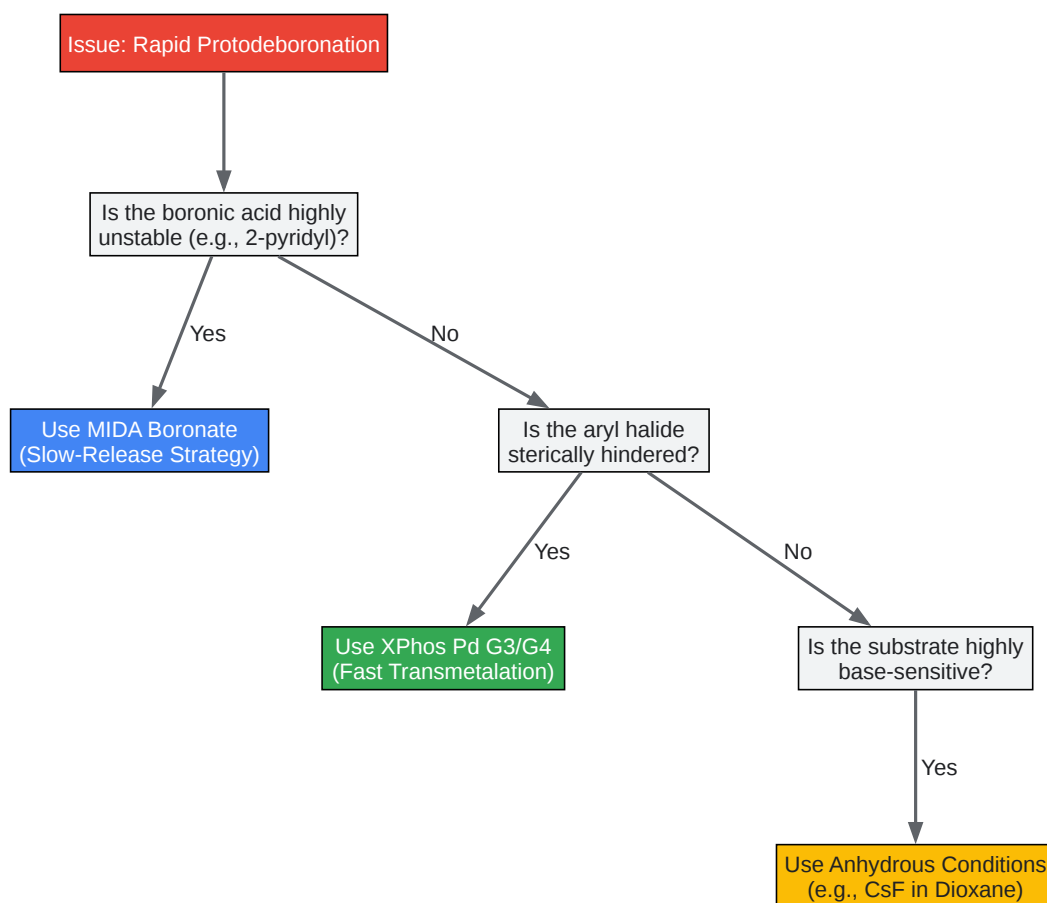 Issue: Rapid Protodeboronation
Is the boronic acid highly
unstable (e.g., 2-pyridyl)?
Yes
No
Use MIDA Boronate
(Slow-Release Strategy)
Is the aryl halide
sterically hindered?
Yes
No
Use XPhos Pd G3/G4
(Fast Transmetalation)
Is the substrate highly
base-sensitive?
Yes
Use Anhydrous Conditions
(e.g., CsF in Dioxane)